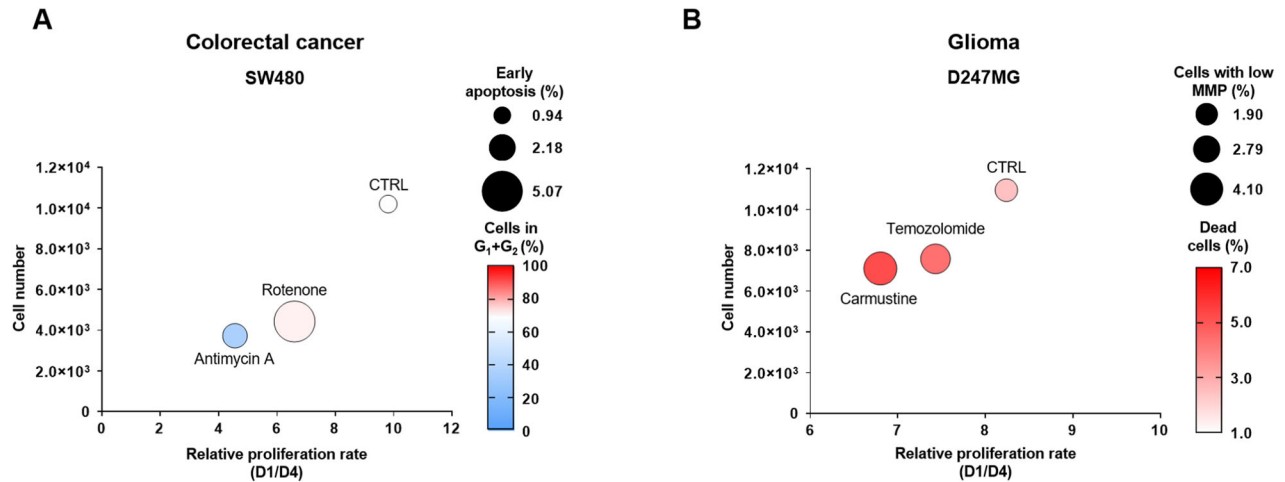 A
Colorectal cancer
SW480
Early
apoptosis (%)
0.94
2.18
5.07
Cells in
G₁+G₂ (%)
100
80
60
40
20
0
1.2×10⁴
1.0×10⁴
8.0×10³
6.0×10³
4.0×10³
2.0×10³
0
Cell number
CTRL
Rotenone
Antimycin A
0 2 4 6 8 10 12
Relative proliferation rate
(D1/D4)
B
Glioma
D247MG
Cells with low
MMP (%)
1.90
2.79
4.10
Dead
cells (%)
7.0
5.0
3.0
1.0
1.2×10⁴
1.0×10⁴
8.0×10³
6.0×10³
4.0×10³
2.0×10³
0
Cell number
CTRL
Temozolomide
Carmustine
6 7 8 9 10
Relative proliferation rate
(D1/D4)